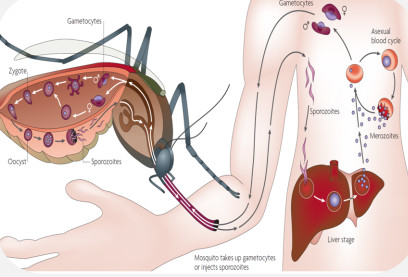 Gametocytes
Gametocytes
♀
♂
Asexual
blood cycle
Zygote
♂
♀
Sporozoites
Merozoites
Oocyst
Sporozoites
Liver stage
Mosquito takes up gametocytes
or injects sporozoites